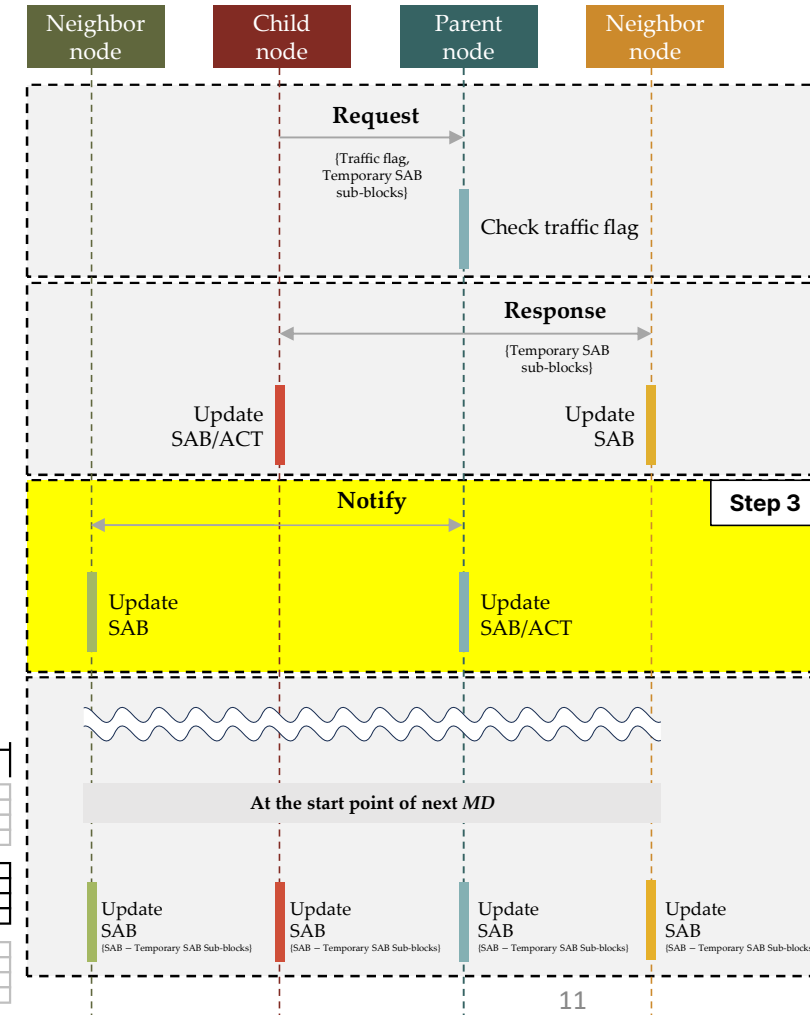 Neighbor
node
Child
node
Parent
node
Neighbor
node
Request
{Traffic flag,
Temporary SAB
sub-blocks}
Check traffic flag
Response
{Temporary SAB
sub-blocks}
Update
SAB/ACT
Update
SAB
Notify
Step 3
Update
SAB
Update
SAB/ACT
At the start point of next MD
Update
SAB
{SAB − Temporary SAB Sub-blocks}
Update
SAB
{SAB − Temporary SAB Sub-blocks}
Update
SAB
{SAB − Temporary SAB Sub-blocks}
Update
SAB
{SAB − Temporary SAB Sub-blocks
11